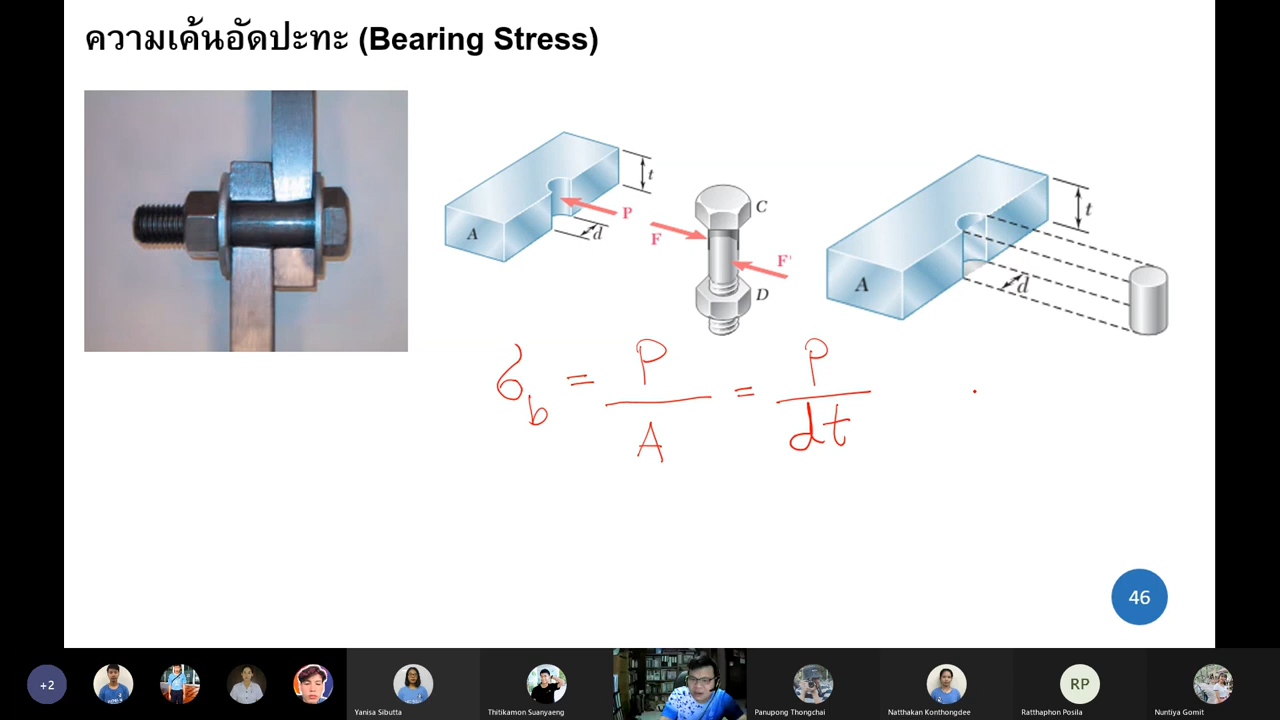 ความเค้นอัดปะทะ (Bearing Stress)
t
P
A
d
C
F
F'
D
t
A
d
σb = P/A = P/dt
46
+2
Yanisa Sibutta
Thitikamon Suanyaeng
Panupong Thongchai
Natthakan Konthongdee
RP
Ratthaphon Posila
Nuntiya Gomit